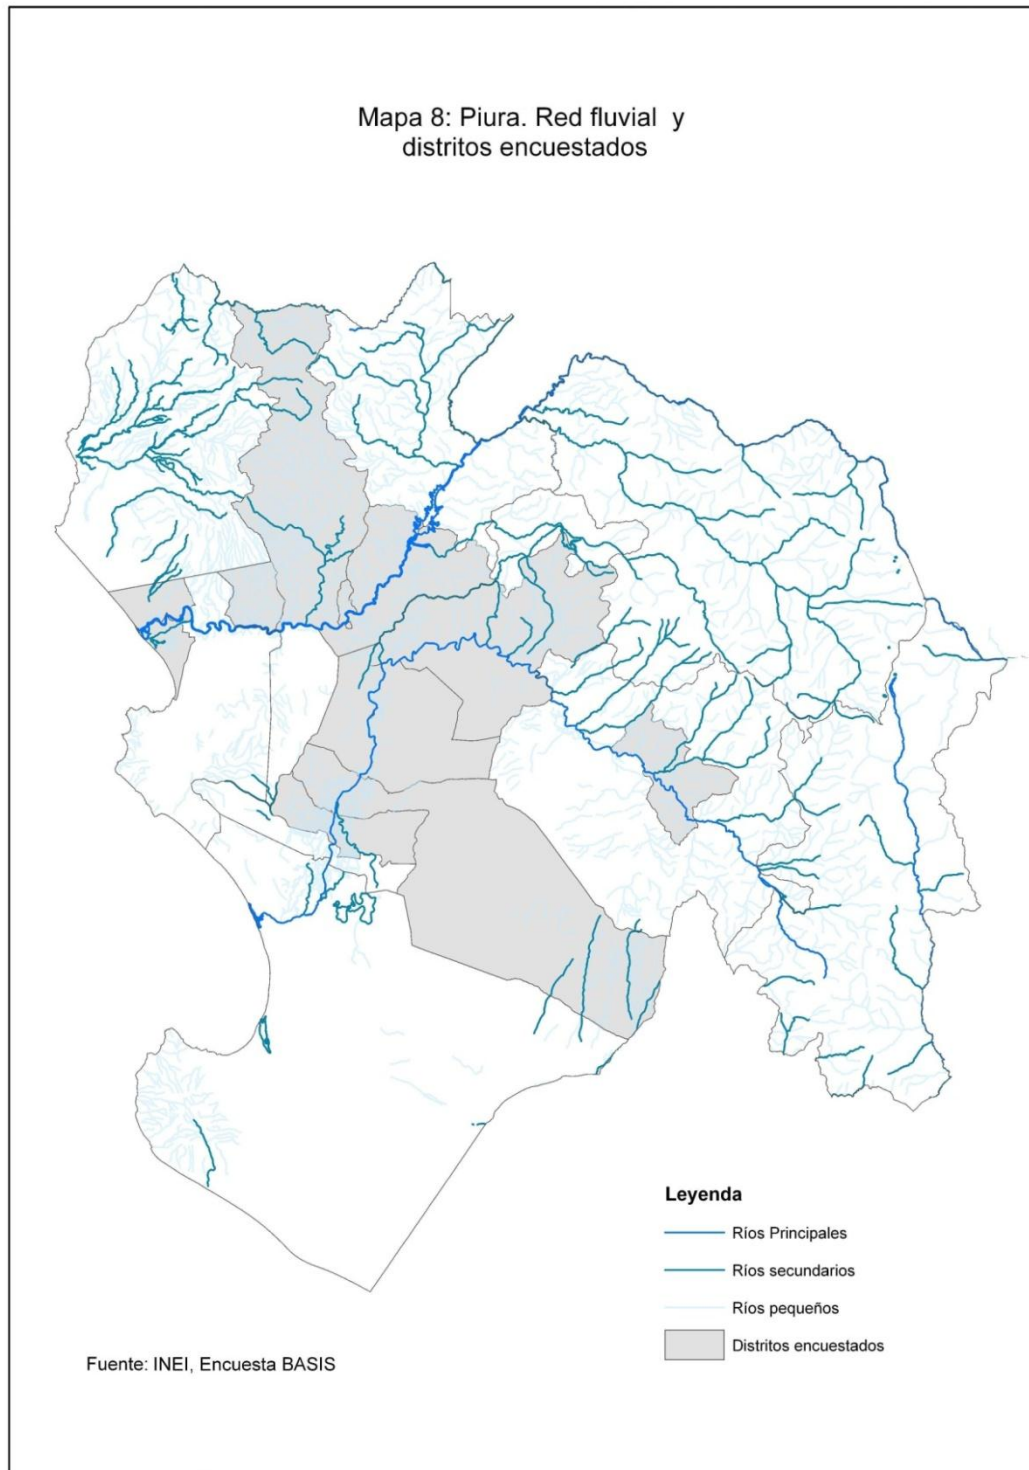 Mapa 8: Piura. Red fluvial y
distritos encuestados
Leyenda
Ríos Principales
Ríos secundarios
Ríos pequeños
Distritos encuestados
Fuente: INEI, Encuesta BASIS